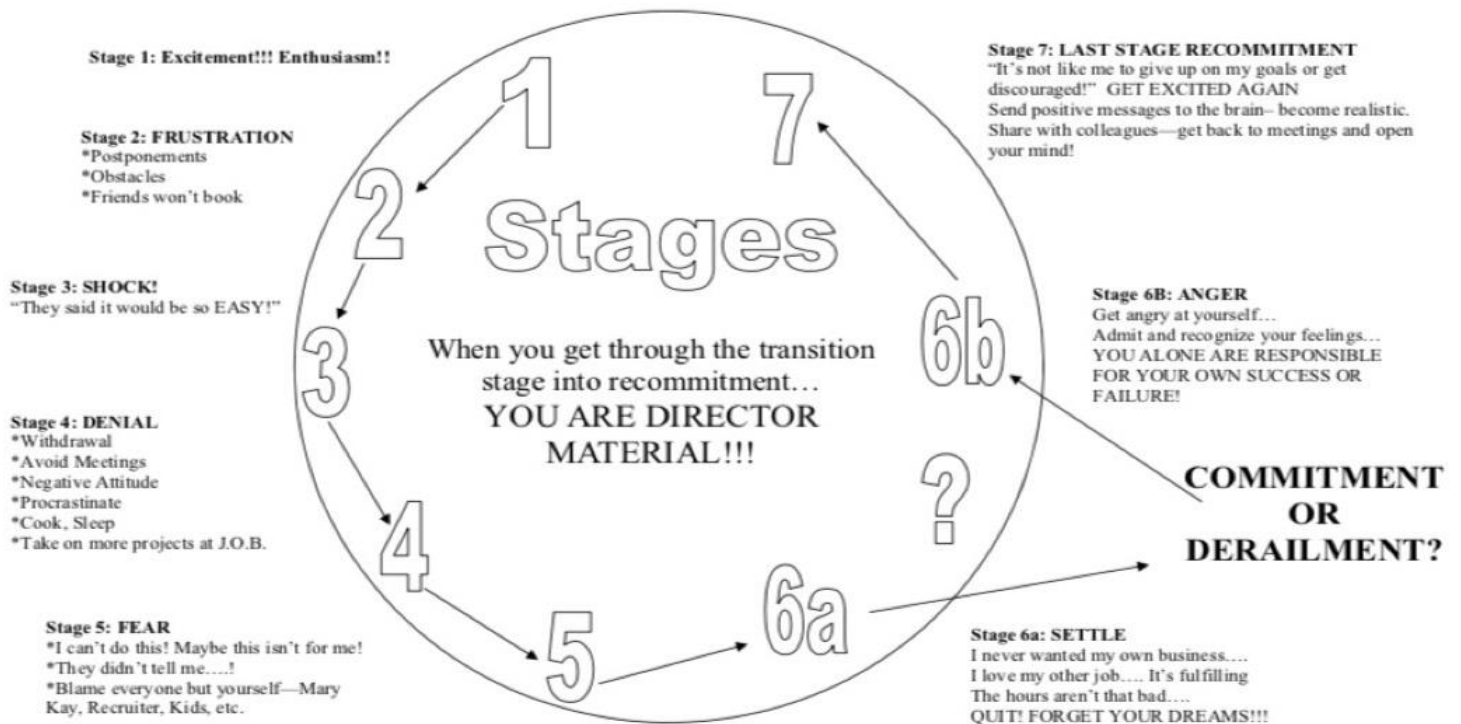 Stage 1: Excitement!!! Enthusiasm!!
Stage 2: FRUSTRATION
*Postponements
*Obstacles
*Friends won't book
Stage 3: SHOCK!
"They said it would be so EASY!"
Stage 4: DENIAL
*Withdrawal
*Avoid Meetings
*Negative Attitude
*Procrastinate
*Cook, Sleep
*Take on more projects at J.O.B.
Stage 5: FEAR
*I can't do this! Maybe this isn't for me!
*They didn't tell me....!
*Blame everyone but yourself—Mary
Kay, Recruiter, Kids, etc.
1
2
3
4
5
6a
?
6b
7
Stages
When you get through the transition
stage into recommitment…
YOU ARE DIRECTOR
MATERIAL!!!
Stage 7: LAST STAGE RECOMMITMENT
"It's not like me to give up on my goals or get
discouraged!" GET EXCITED AGAIN
Send positive messages to the brain– become realistic.
Share with colleagues—get back to meetings and open
your mind!
Stage 6B: ANGER
Get angry at yourself…
Admit and recognize your feelings…
YOU ALONE ARE RESPONSIBLE
FOR YOUR OWN SUCCESS OR
FAILURE!
COMMITMENT
OR
DERAILMENT?
Stage 6a: SETTLE
I never wanted my own business….
I love my other job…. It's fulfilling
The hours aren't that bad….
QUIT! FORGET YOUR DREAMS!!!